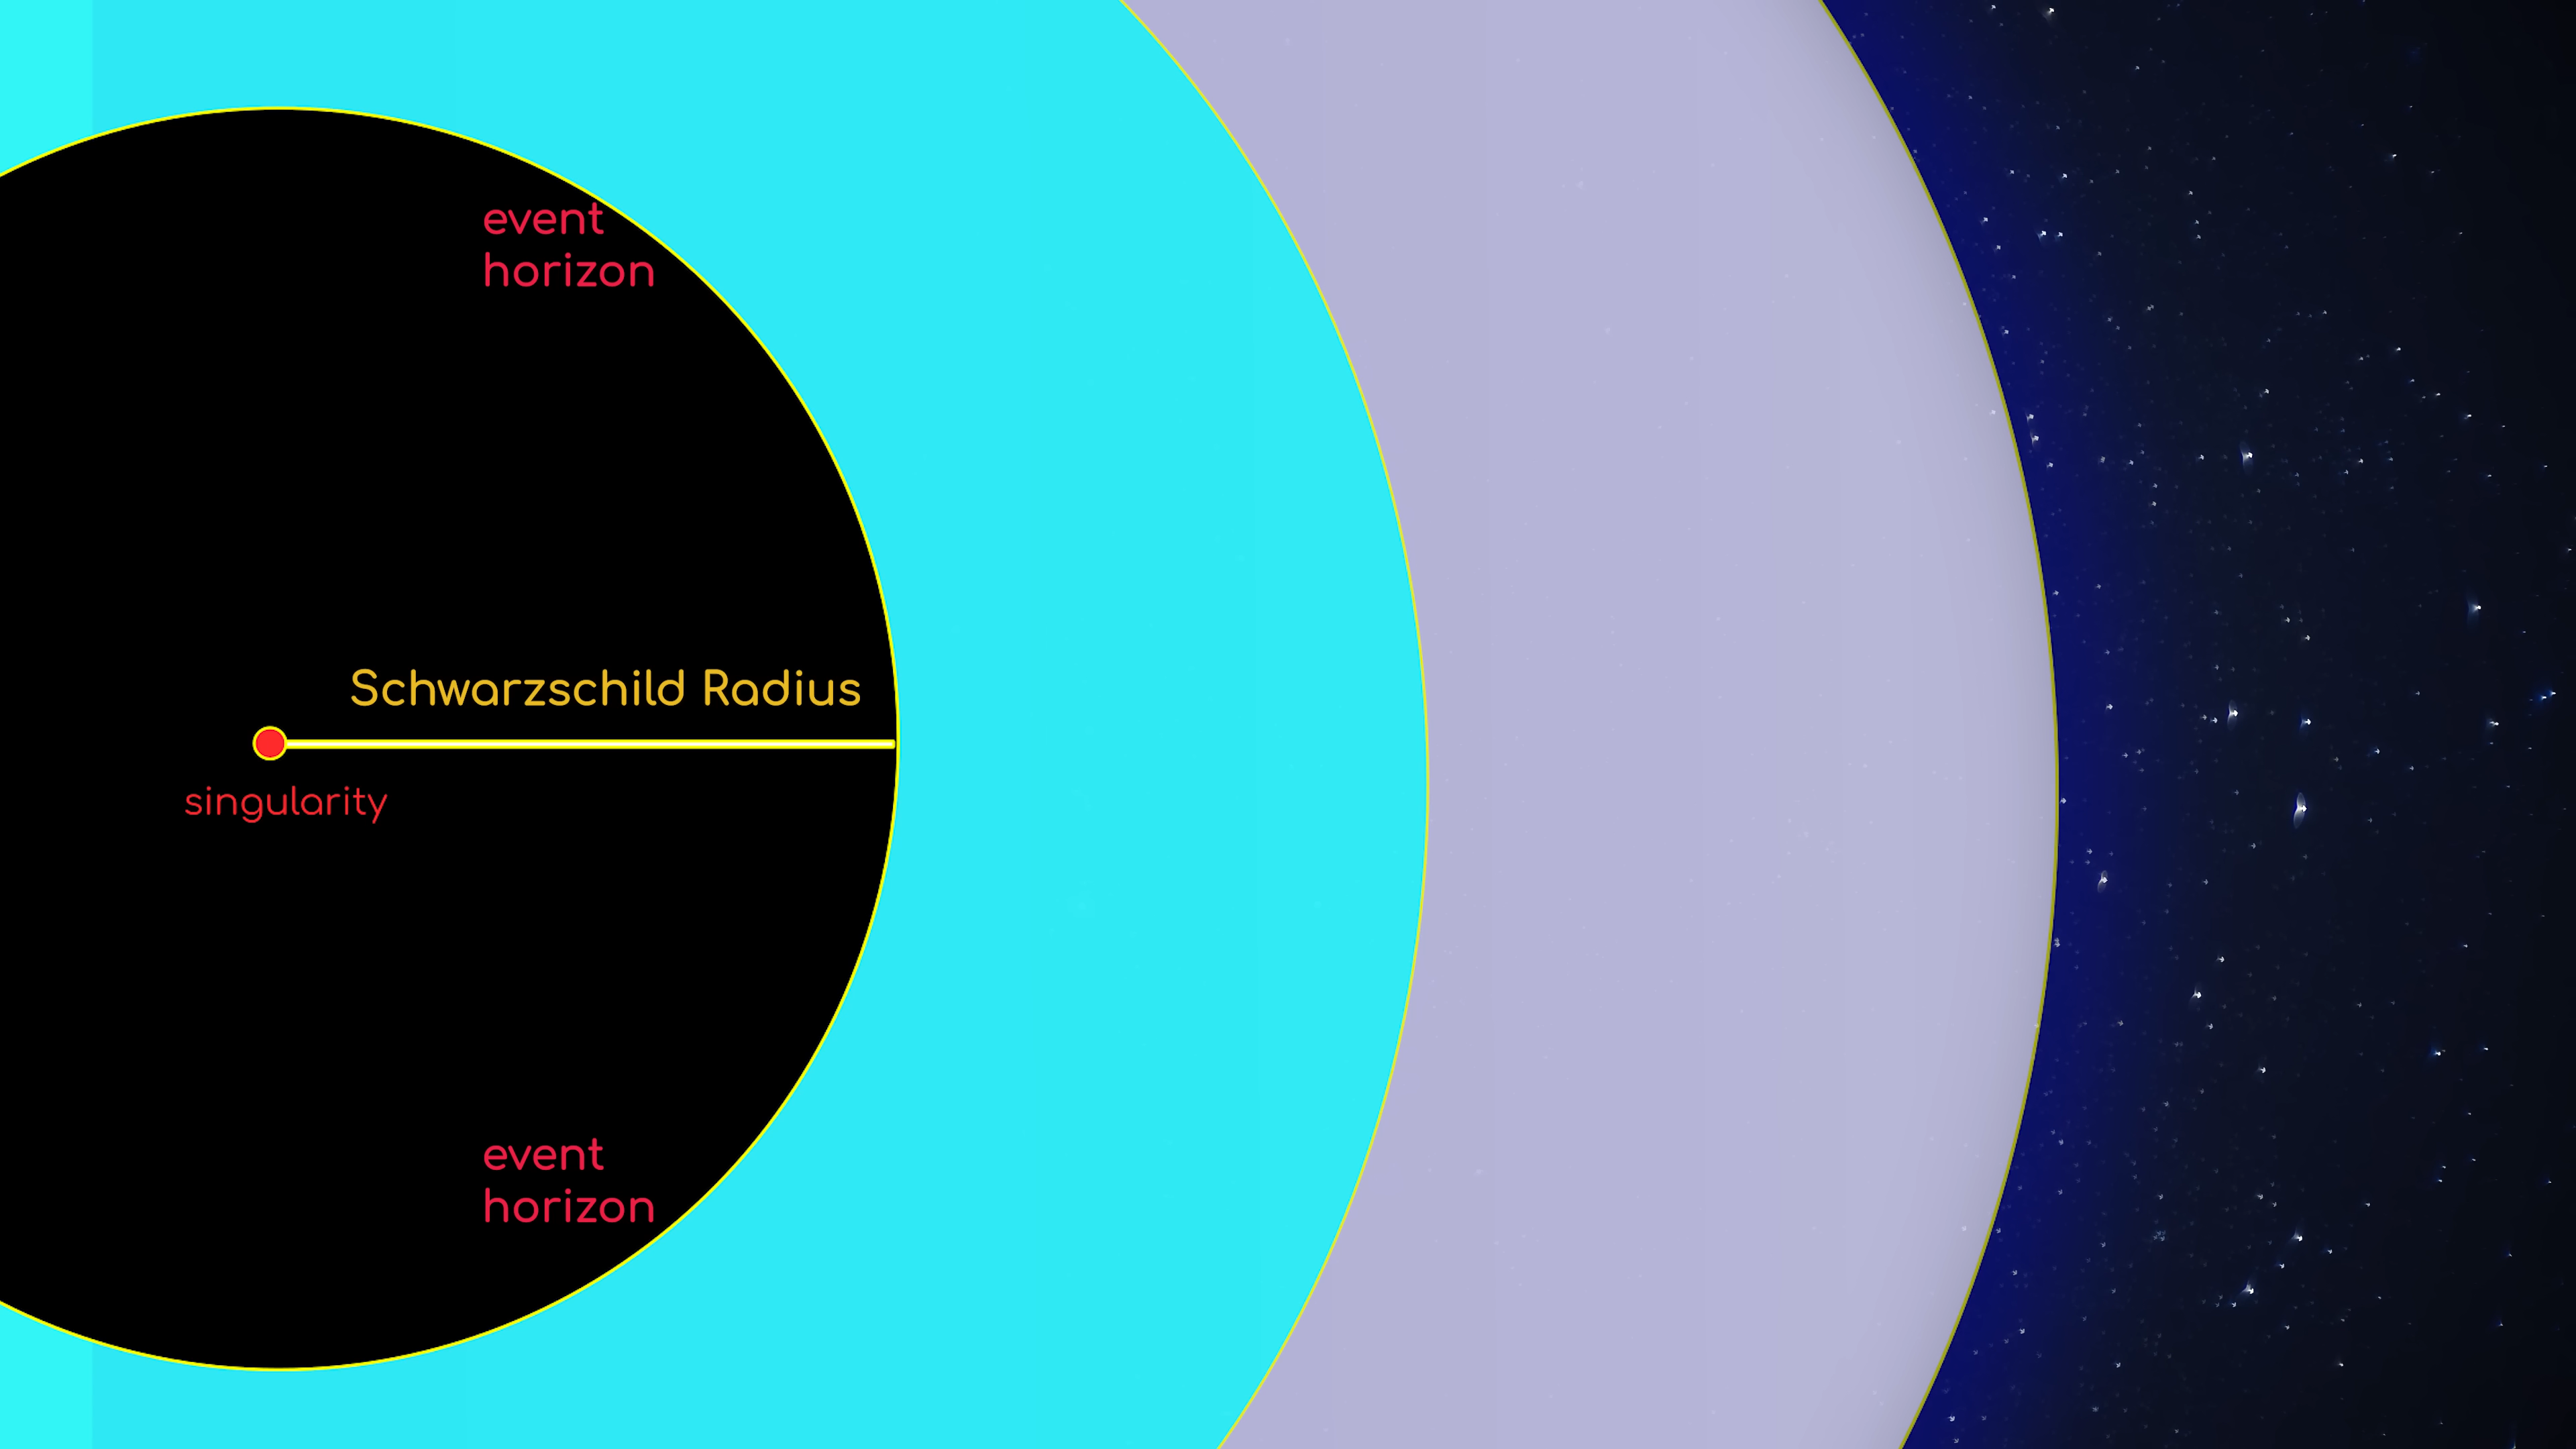 event
horizon
Schwarzschild Radius
singularity
event
horizon